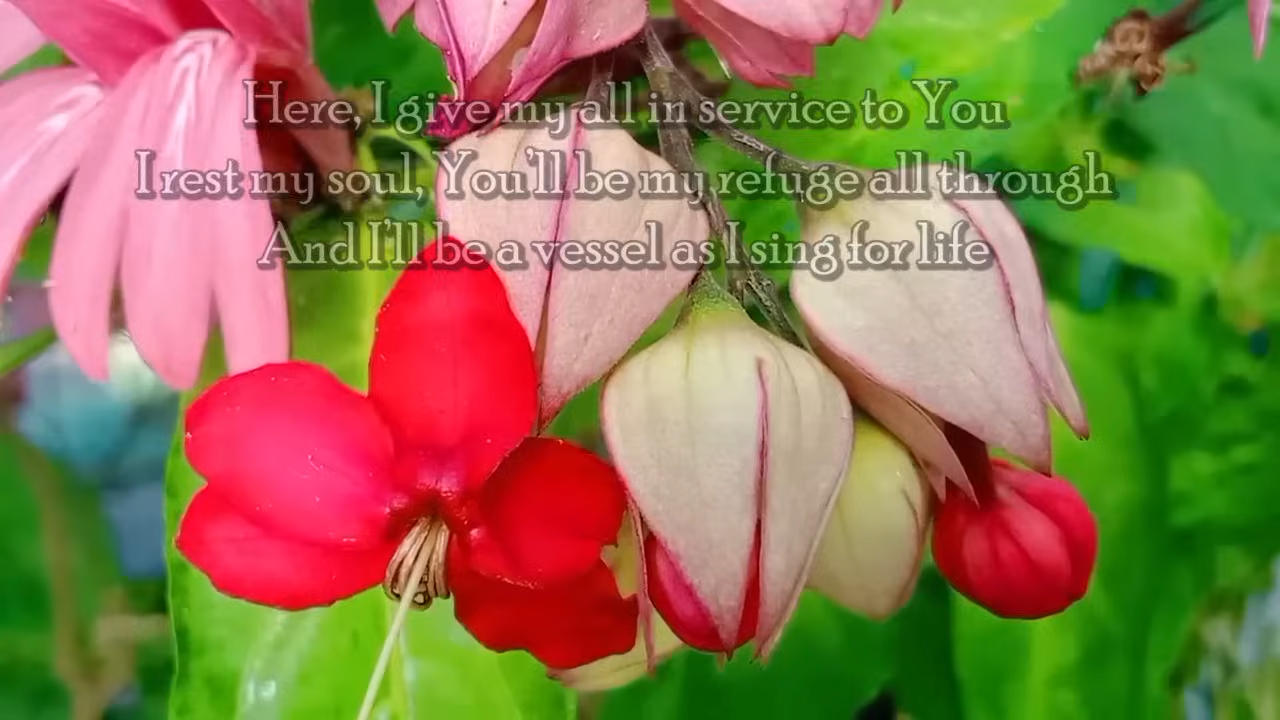 Here, I give my all in service to You
I rest my soul, You'll be my refuge all through
And I'll be a vessel as I sing for life